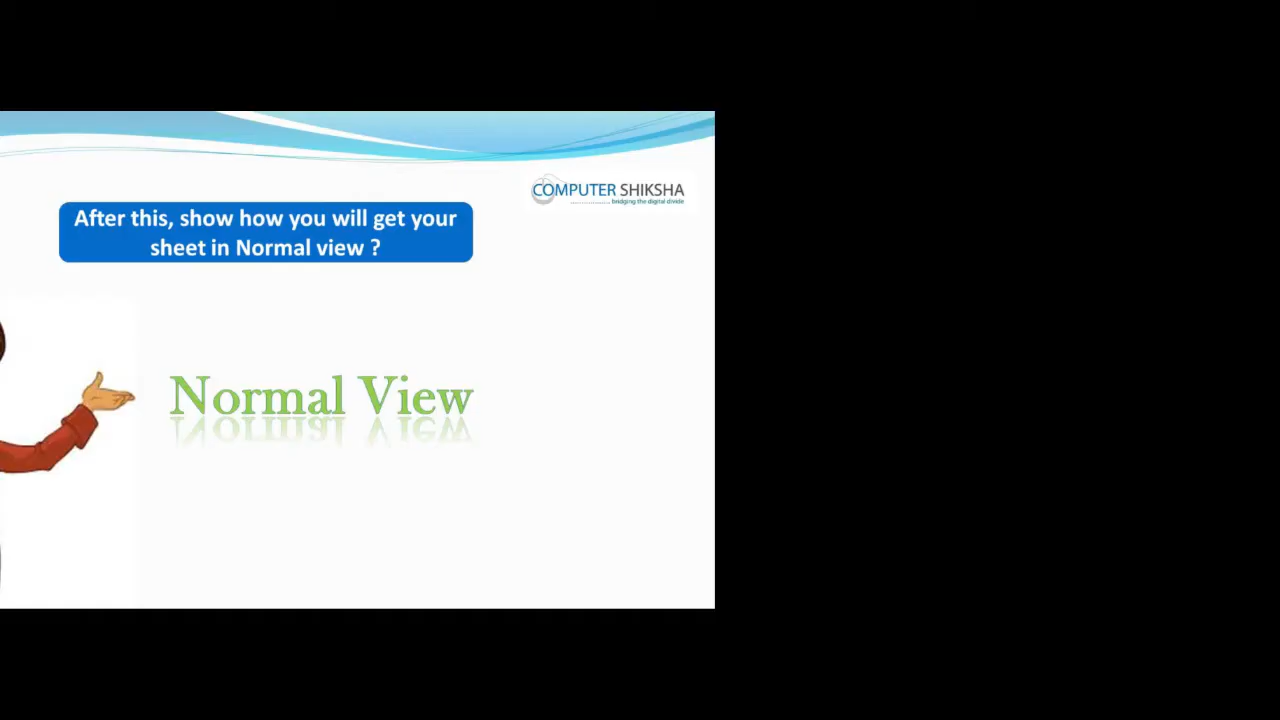 COMPUTER SHIKSHA
bridging the digital divide
After this, show how you will get your
sheet in Normal view ?
Normal View